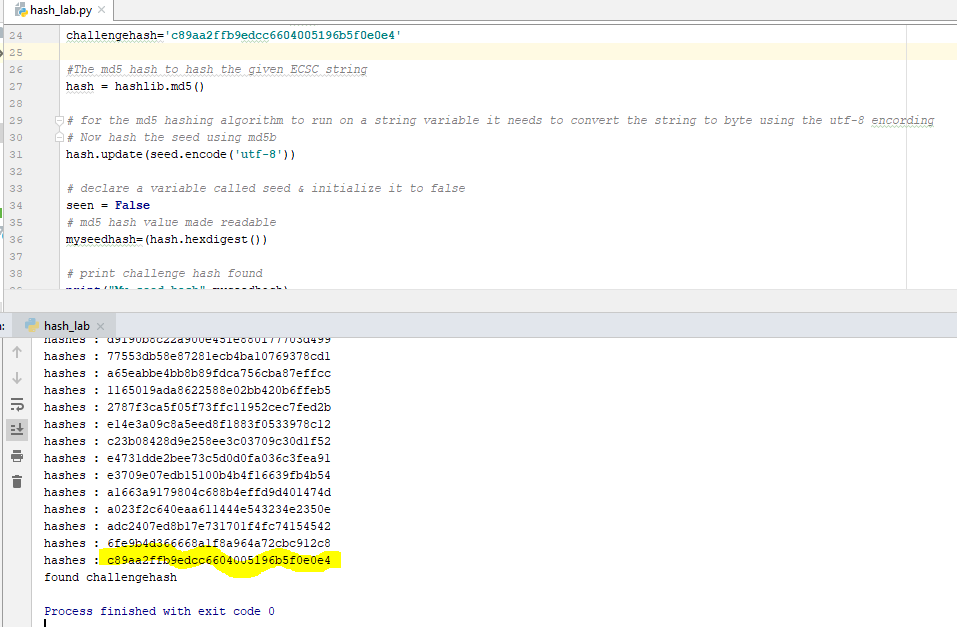 hash_lab.py
24 challengehash='c89aa2ffb9edcc6604005196b5f0e0e4'
25
26 #The md5 hash to hash the given ECSC string
27 hash = hashlib.md5()
28
29 # for the md5 hashing algorithm to run on a string variable it needs to convert the string to byte using the utf-8 encording
30 # Now hash the seed using md5b
31 hash.update(seed.encode('utf-8'))
32
33 # declare a variable called seed & initialize it to false
34 seen = False
35 # md5 hash value made readable
36 myseedhash=(hash.hexdigest())
37
38 # print challenge hash found
hash_lab
hashes : d9190b8c22a900e451e880177703d499
hashes : 77553db58e87281ecb4ba10769378cd1
hashes : a65eabbe4bb8b89fdca756cba87effcc
hashes : 1165019ada8622588e02bb420b6ffeb5
hashes : 2787f3ca5f05f73ffc11952cec7fed2b
hashes : e14e3a09c8a5eed8f1883f0533978c12
hashes : c23b08428d9e258ee3c03709c30d1f52
hashes : e4731dde2bee73c5d0d0fa036c3fea91
hashes : e3709e07edb15100b4b4f16639fb4b54
hashes : a1663a9179804c688b4effd9d401474d
hashes : a023f2c640eaa611444e543234e2350e
hashes : adc2407ed8b17e731701f4fc74154542
hashes : 6fe9b4d366668a1f8a964a72cbc912c8
hashes : c89aa2ffb9edcc6604005196b5f0e0e4
found challengehash
Process finished with exit code 0